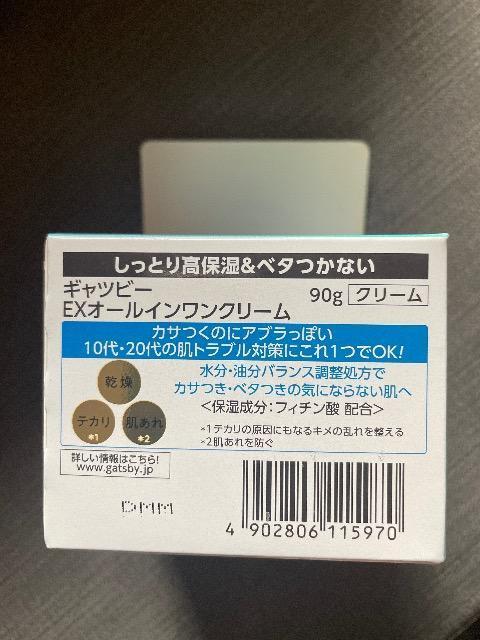 しっとり高保湿&ベタつかない
ギャツビー
EXオールインワンクリーム
90g クリーム
カサつくのにアブラっぽい
10代・20代の肌トラブル対策にこれ1つでOK!
乾燥
テカリ
*1
肌あれ
*2
水分・油分バランス調整処方で
カサつき・ベタつきの気にならない肌へ
<保湿成分:フィチン酸 配合>
*1テカリの原因にもなるキメの乱れを整える
*2肌あれを防ぐ
詳しい情報はこちら!
www.gatsby.jp
DMM
4 902806 115970